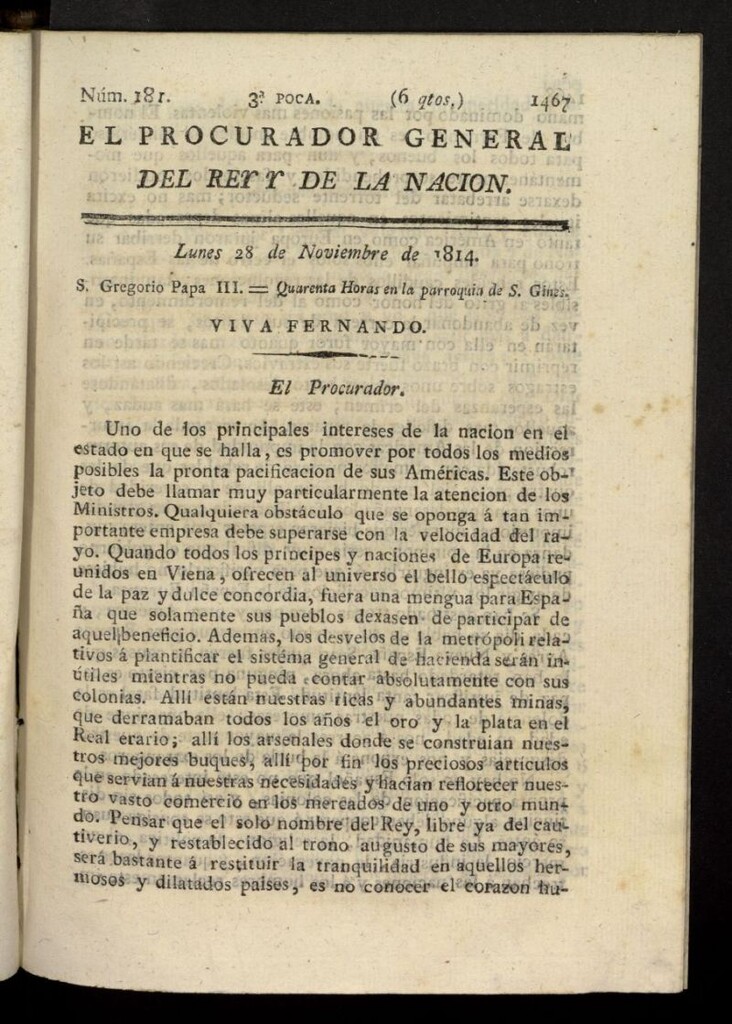 Núm. 181. 3ª POCA. (6 qtos.) 1467
EL PROCURADOR GENERAL
DEL REY Y DE LA NACION.
Lunes 28 de Noviembre de 1814.
S. Gregorio Papa III. = Quarenta Horas en la parroquia de S. Gines.
VIVA FERNANDO.
El Procurador.
Uno de los principales intereses de la nacion en el
estado en que se halla, es promover por todos los medios
posibles la pronta pacificacion de sus Américas. Este ob-
jeto debe llamar muy particularmente la atencion de los
Ministros. Qualquiera obstáculo que se oponga á tan im-
portante empresa debe superarse con la velocidad del ra-
yo. Quando todos los príncipes y naciones de Europa re-
unidos en Viena, ofrecen al universo el bello espectáculo
de la paz y dulce concordia, fuera una mengua para Espa-
ña que solamente sus pueblos dexasen de participar de
aquel beneficio. Ademas, los desvelos de la metrópoli rela-
tivos á plantificar el sistéma general de hacienda serán in-
útiles mientras no pueda contar absolutamente con sus
colonias. Allí están nuestras ricas y abundantes minas,
que derramaban todos los años el oro y la plata en el
Real erario; allí los arsenales donde se construian nues-
tros mejores buques, allí por fin los preciosos artículos
que servian á nuestras necesidades y hacian reflorecer nues-
tro vasto comercio en los mercados de uno y otro mun-
do. Pensar que el solo nombre del Rey, libre ya del cau-
tiverio, y restablecido al trono augusto de sus mayores,
será bastante á restituir la tranquilidad en aquellos her-
mosos y dilatados paises, es no conocer el corazon hu-